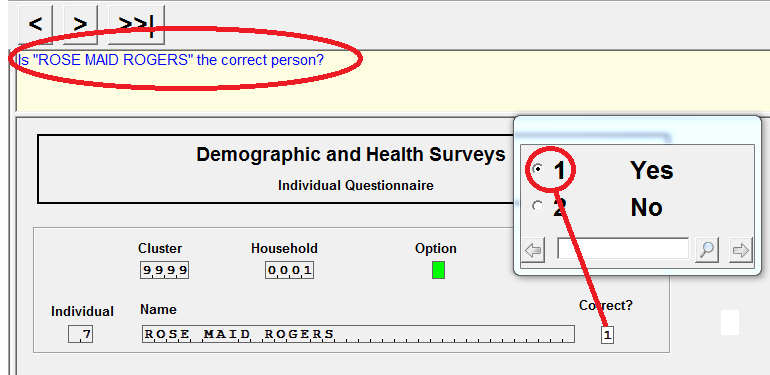 < > >>|
Is "ROSE MAID ROGERS" the correct person?
Demographic and Health Surveys
Individual Questionnaire
1 Yes
2 No
Cluster Household Option
9999 0001
Individual Name Correct?
7 ROSE MAID ROGERS 1